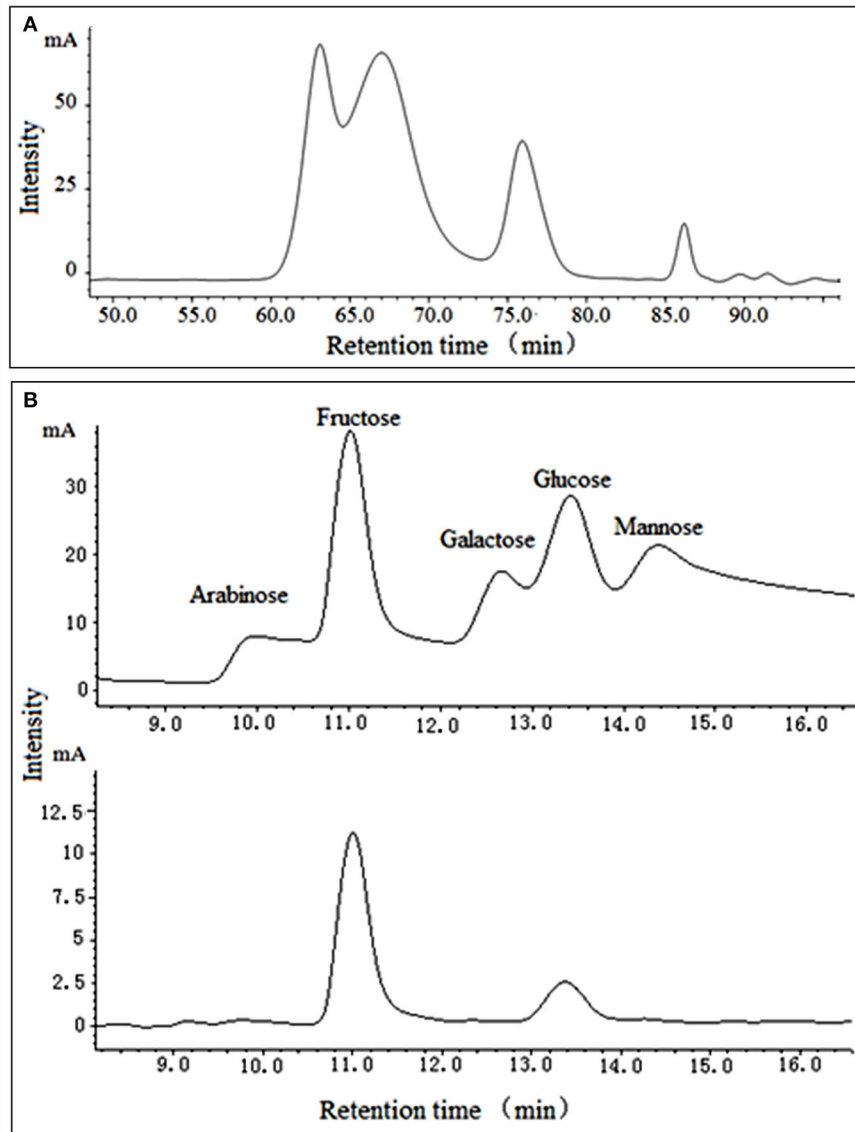 A
mA
50
25
0
Intensity
50.0 55.0 60.0 65.0 70.0 75.0 80.0 85.0 90.0
Retention time （min）
B
mA
Fructose
Glucose
Mannose
Galactose
Arabinose
30
20
10
0
9.0 10.0 11.0 12.0 13.0 14.0 15.0 16.0
Intensity
mA
12.5
10
7.5
5
2.5
0
9.0 10.0 11.0 12.0 13.0 14.0 15.0 16.0
Retention time （min）